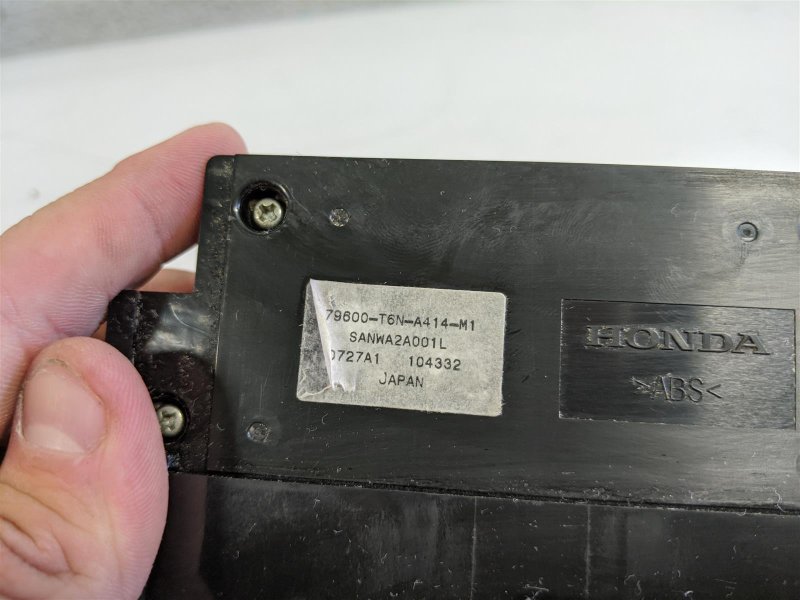 79600-T6N-A414-M1
SANWA2A001L
0727A1 104332
JAPAN
HONDA
>ABS<